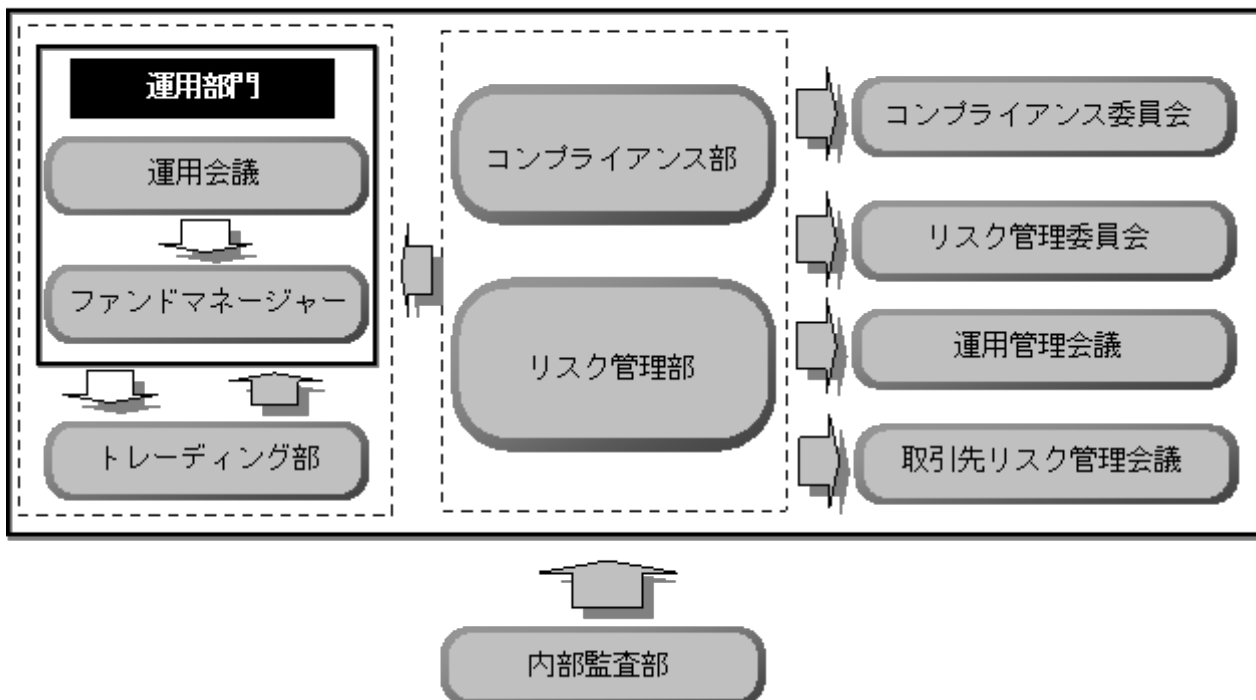 運用部門
運用会議
ファンドマネージャー
トレーディング部
コンプライアンス部
リスク管理部
コンプライアンス委員会
リスク管理委員会
運用管理会議
取引先リスク管理会議
内部監査部